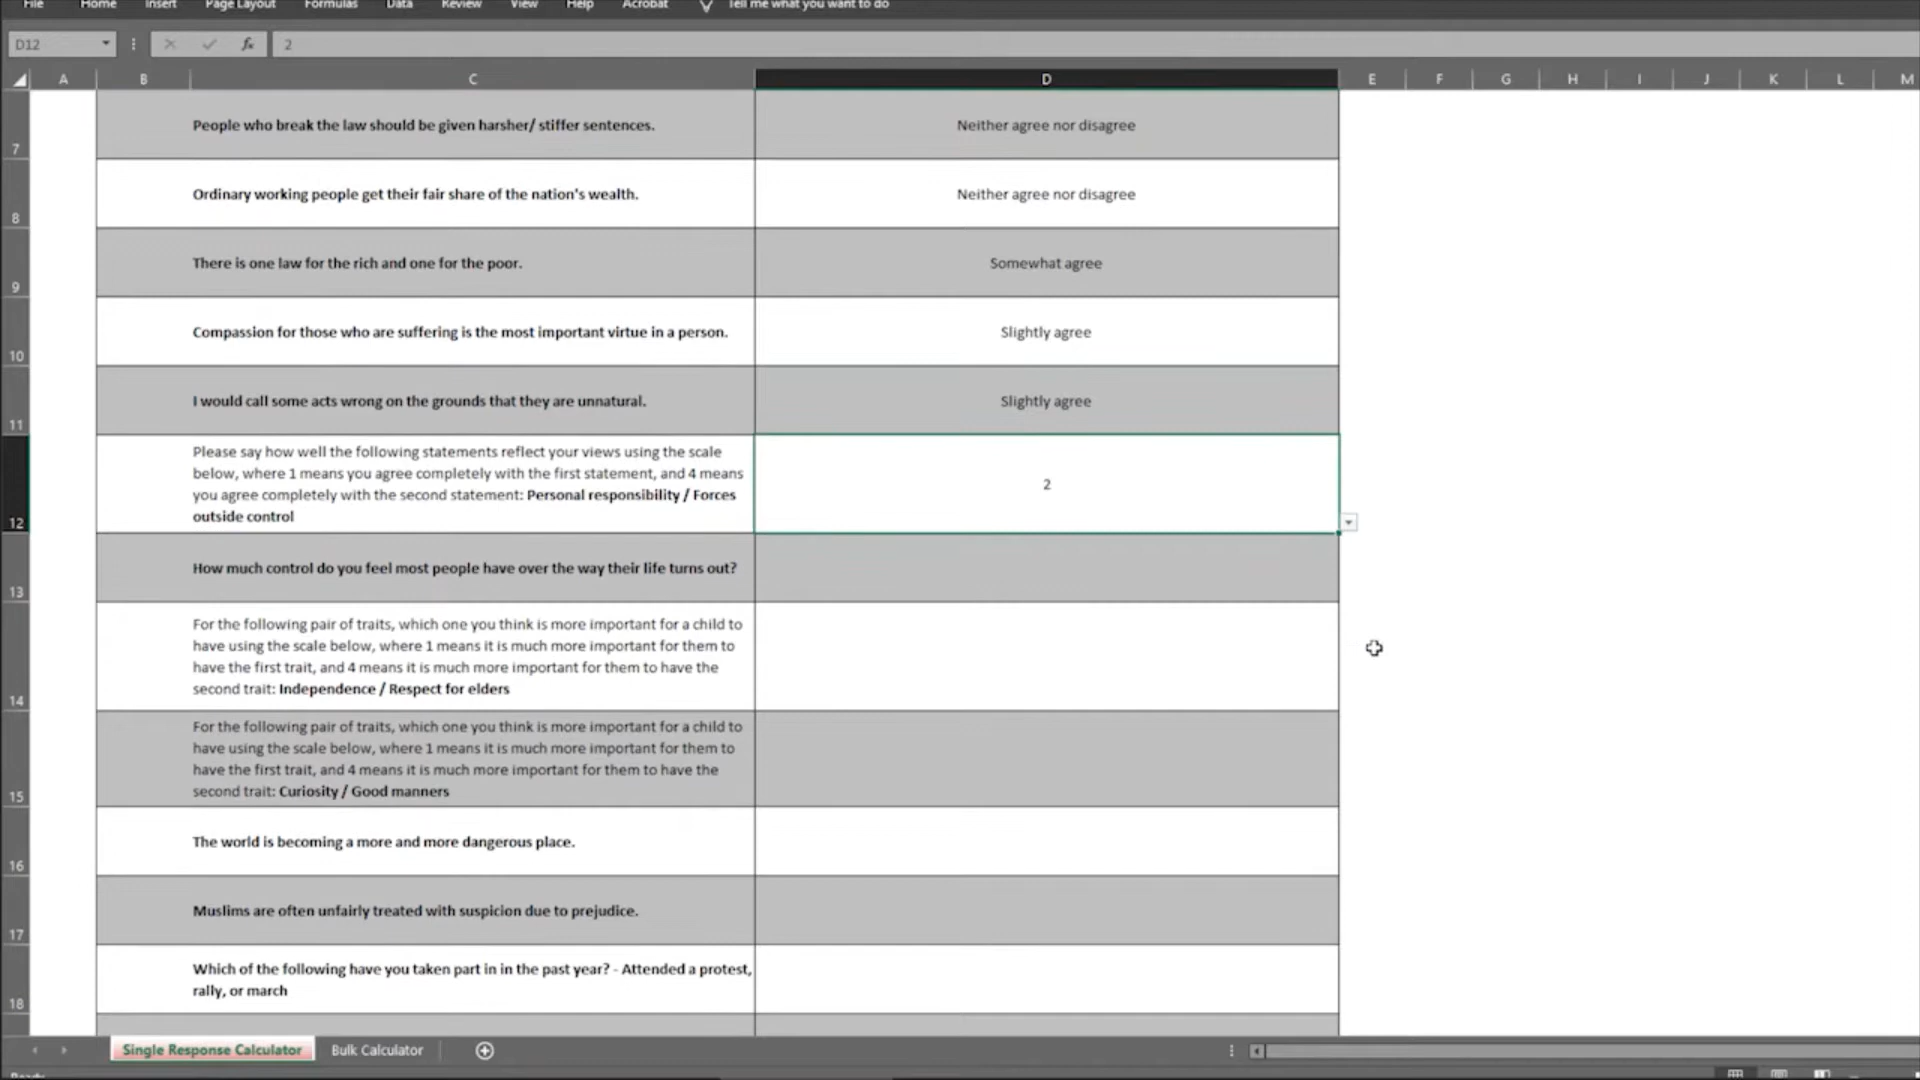 File Home Insert Page Layout Formulas Data Review View Help Acrobat Tell me what you want to do
D12 fx 2
A B C D E F G H I J K L M
7 People who break the law should be given harsher/ stiffer sentences. Neither agree nor disagree
8 Ordinary working people get their fair share of the nation's wealth. Neither agree nor disagree
9 There is one law for the rich and one for the poor. Somewhat agree
10 Compassion for those who are suffering is the most important virtue in a person. Slightly agree
11 I would call some acts wrong on the grounds that they are unnatural. Slightly agree
Please say how well the following statements reflect your views using the scale
below, where 1 means you agree completely with the first statement, and 4 means
you agree completely with the second statement: Personal responsibility / Forces
outside control
12 2
13 How much control do you feel most people have over the way their life turns out?
For the following pair of traits, which one you think is more important for a child to
have using the scale below, where 1 means it is much more important for them to
have the first trait, and 4 means it is much more important for them to have the
second trait: Independence / Respect for elders
14
For the following pair of traits, which one you think is more important for a child to
have using the scale below, where 1 means it is much more important for them to
have the first trait, and 4 means it is much more important for them to have the
second trait: Curiosity / Good manners
15
16 The world is becoming a more and more dangerous place.
17 Muslims are often unfairly treated with suspicion due to prejudice.
Which of the following have you taken part in in the past year? - Attended a protest,
rally, or march
18
Single Response Calculator Bulk Calculator
Ready